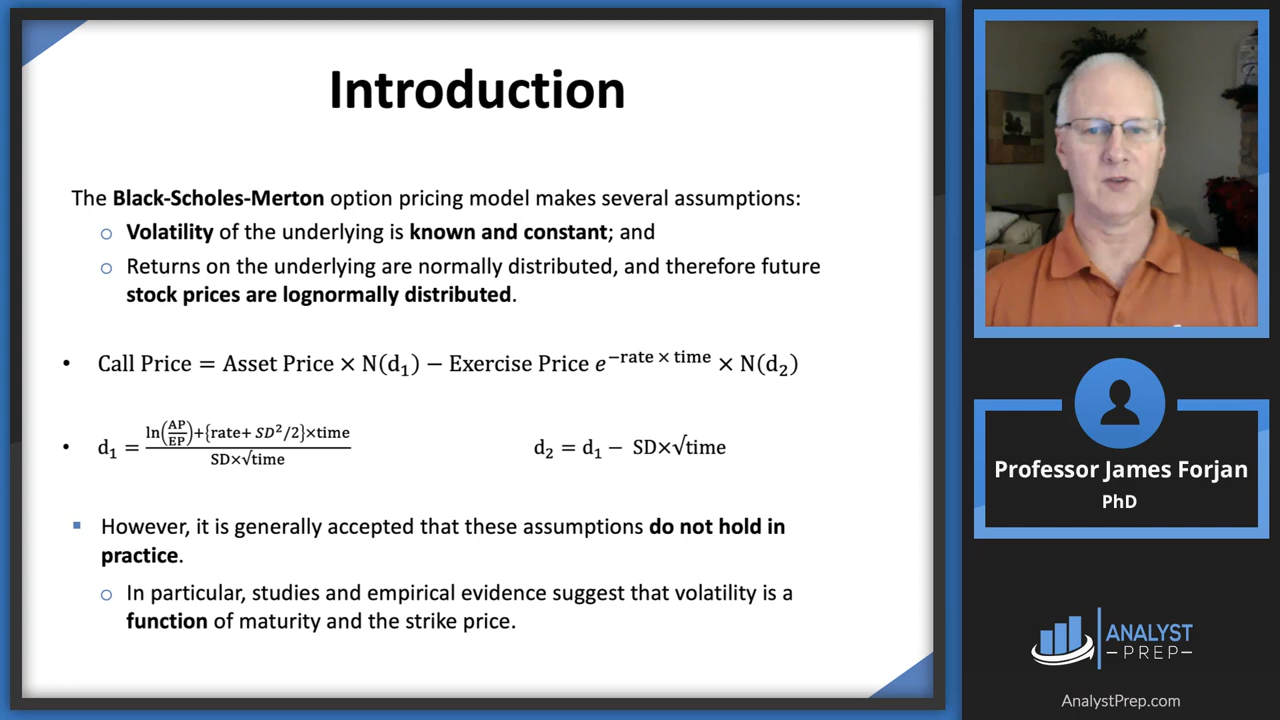 Introduction
The Black-Scholes-Merton option pricing model makes several assumptions:
○ Volatility of the underlying is known and constant; and
○ Returns on the underlying are normally distributed, and therefore future
stock prices are lognormally distributed.
• Call Price = Asset Price × N(d₁) − Exercise Price e^(−rate × time) × N(d₂)
• d₁ = (ln(AP/EP)+{rate+ SD²/2}×time)/(SD×√time) d₂ = d₁ − SD×√time
▪ However, it is generally accepted that these assumptions do not hold in
practice.
○ In particular, studies and empirical evidence suggest that volatility is a
function of maturity and the strike price.
Professor James Forjan
PhD
ANALYST
PREP
AnalystPrep.com